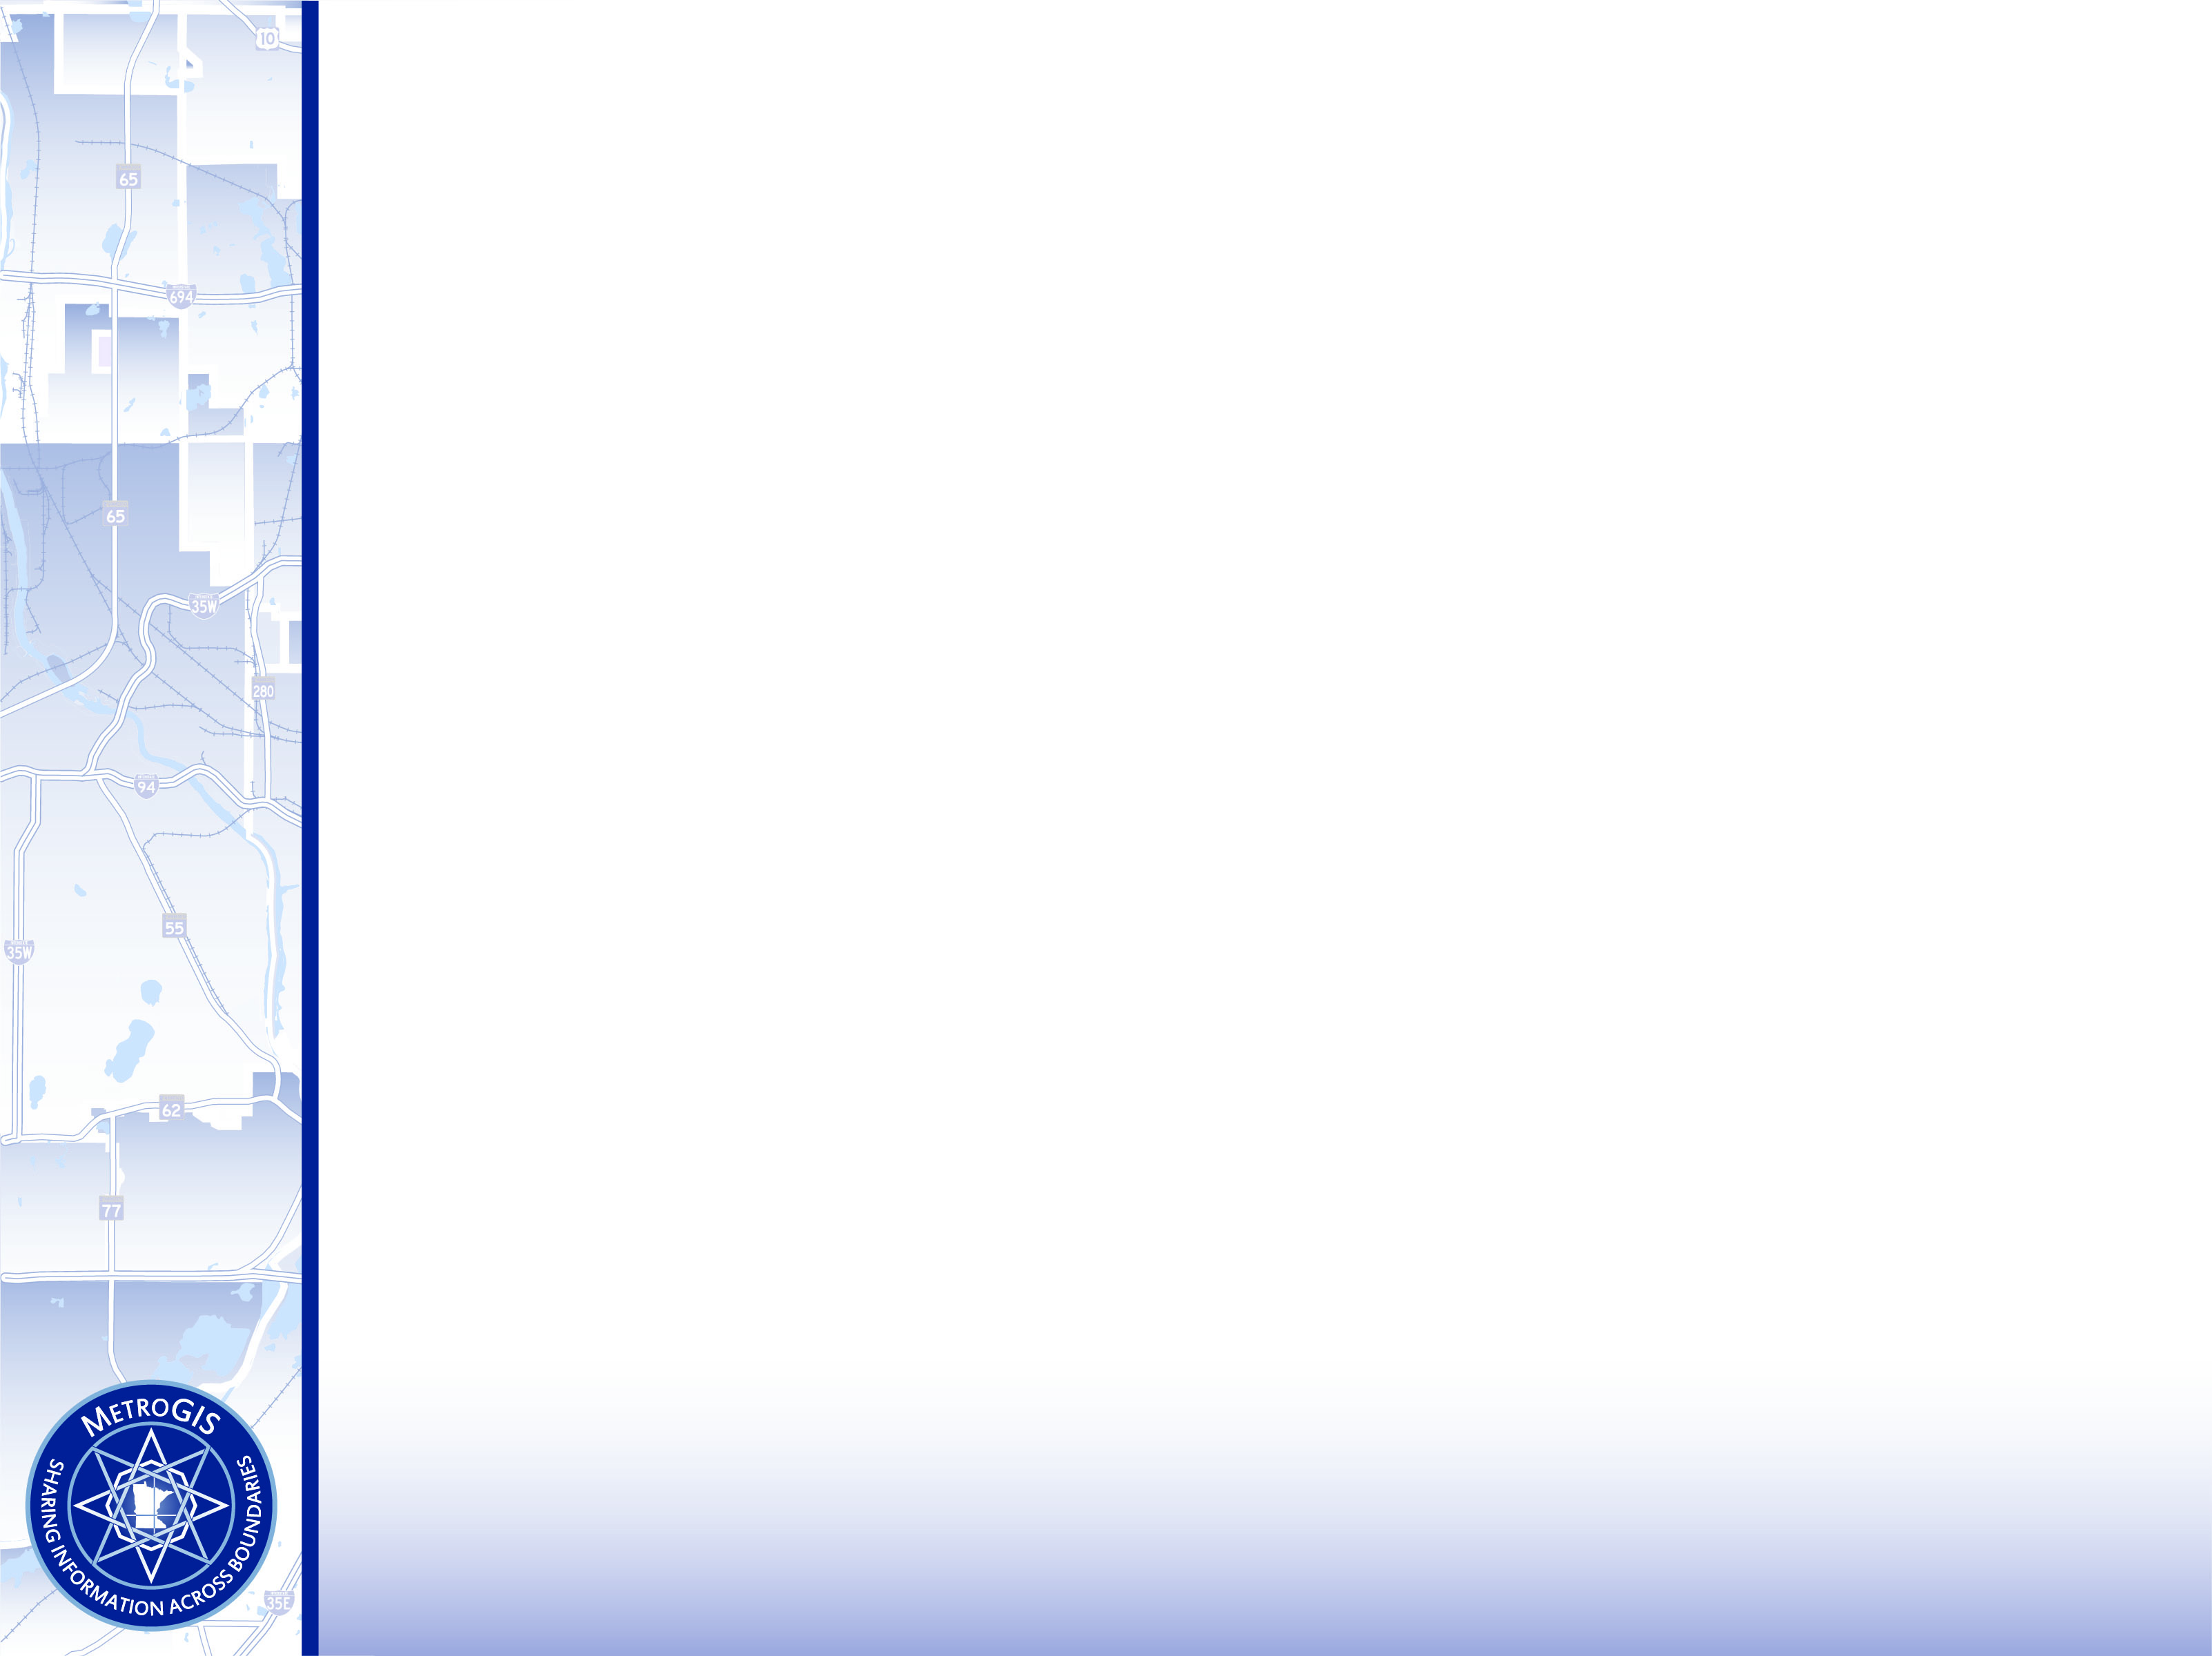 10
65
694
65
35W
280
94
55
35W
62
77
METROGIS
SHARING INFORMATION ACROSS BOUNDARIES
35E